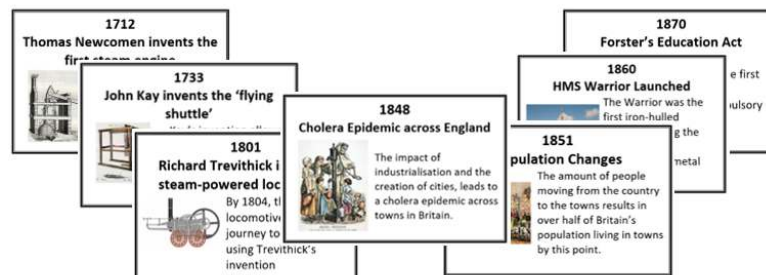 1712
Thomas Newcomen invents the
first steam engine
1733
John Kay invents the 'flying
shuttle'
1801
Richard Trevithick i
steam-powered loc
By 1804, th
locomotive
journey to
using Trevithick's
invention
1848
Cholera Epidemic across England
The impact of
industrialisation and the
creation of cities, leads to
a cholera epidemic across
towns in Britain.
1851
pulation Changes
The amount of people
moving from the country
to the towns results in
over half of Britain's
population living in towns
by this point.
1860
HMS Warrior Launched
The Warrior was the
first iron-hulled
g the
metal
1870
Forster's Education Act
e first
pulsory